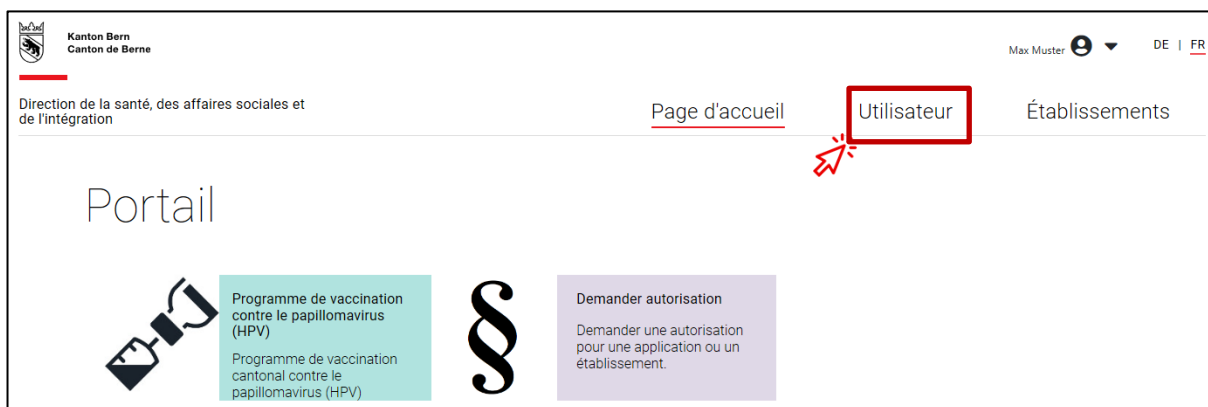 Kanton Bern
Canton de Berne
Max Muster
DE | FR
Direction de la santé, des affaires sociales et
de l'intégration
Page d'accueil
Utilisateur
Établissements
Portail
Programme de vaccination
contre le papillomavirus
(HPV)
Programme de vaccination
cantonal contre le
papillomavirus (HPV)
§
Demander autorisation
Demander une autorisation
pour une application ou un
établissement.